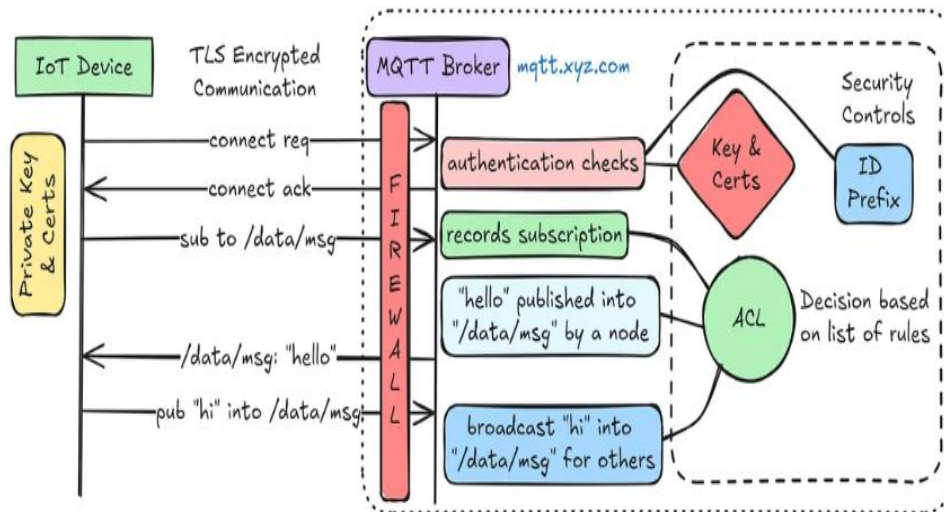 IoT Device
TLS Encrypted
Communication
MQTT Broker
mqtt.xyz.com
Security
Controls
Private Key
& Certs
connect req
connect ack
sub to /data/msg
/data/msg: "hello"
pub "hi" into /data/msg
FIREWALL
authentication checks
records subscription
"hello" published into
"/data/msg" by a node
broadcast "hi" into
"/data/msg" for others
Key &
Certs
ID
Prefix
ACL
Decision based
on list of rules